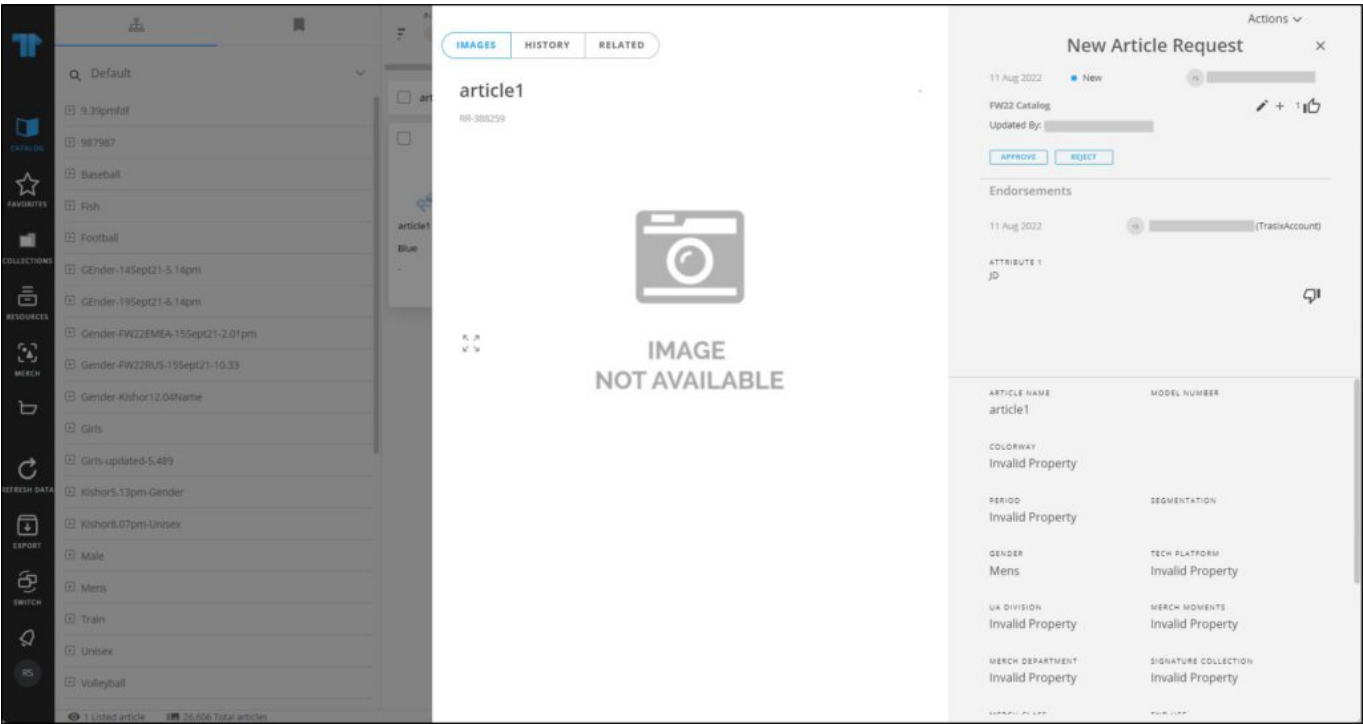 CATALOG
FAVORITES
COLLECTIONS
RESOURCES
MERCH
REFRESH DATA
EXPORT
SWITCH
RS
Default
9.39pmfdf
987987
Baseball
Fish
Football
GEnder-14Sept21-5.14pm
GEnder-19Sept21-6.14pm
Gender-FW22EMEA-15Sept21-2.01pm
Gender-FW22RUS-15Sept21-10.33
Gender-Kishor12.04Name
Girls
Girls-updated-5.489
Kishor5.13pm-Gender
Kishor8.07pm-Unisex
Male
Mens
Train
Unisex
Volleyball
1 Listed article 26,606 Total articles
art
article1
Blue
-
IMAGES HISTORY RELATED
article1
RR-388259
IMAGE
NOT AVAILABLE
Actions
New Article Request
11 Aug 2022 New
FW22 Catalog
1
Updated By:
APPROVE REJECT
Endorsements
11 Aug 2022 (TrasixAccount)
ATTRIBUTE 1
JD
ARTICLE NAME MODEL NUMBER
article1
COLORWAY
Invalid Property
PERIOD SEGMENTATION
Invalid Property
GENDER TECH PLATFORM
Mens Invalid Property
UA DIVISION MERCH MOMENTS
Invalid Property Invalid Property
MERCH DEPARTMENT SIGNATURE COLLECTION
Invalid Property Invalid Property